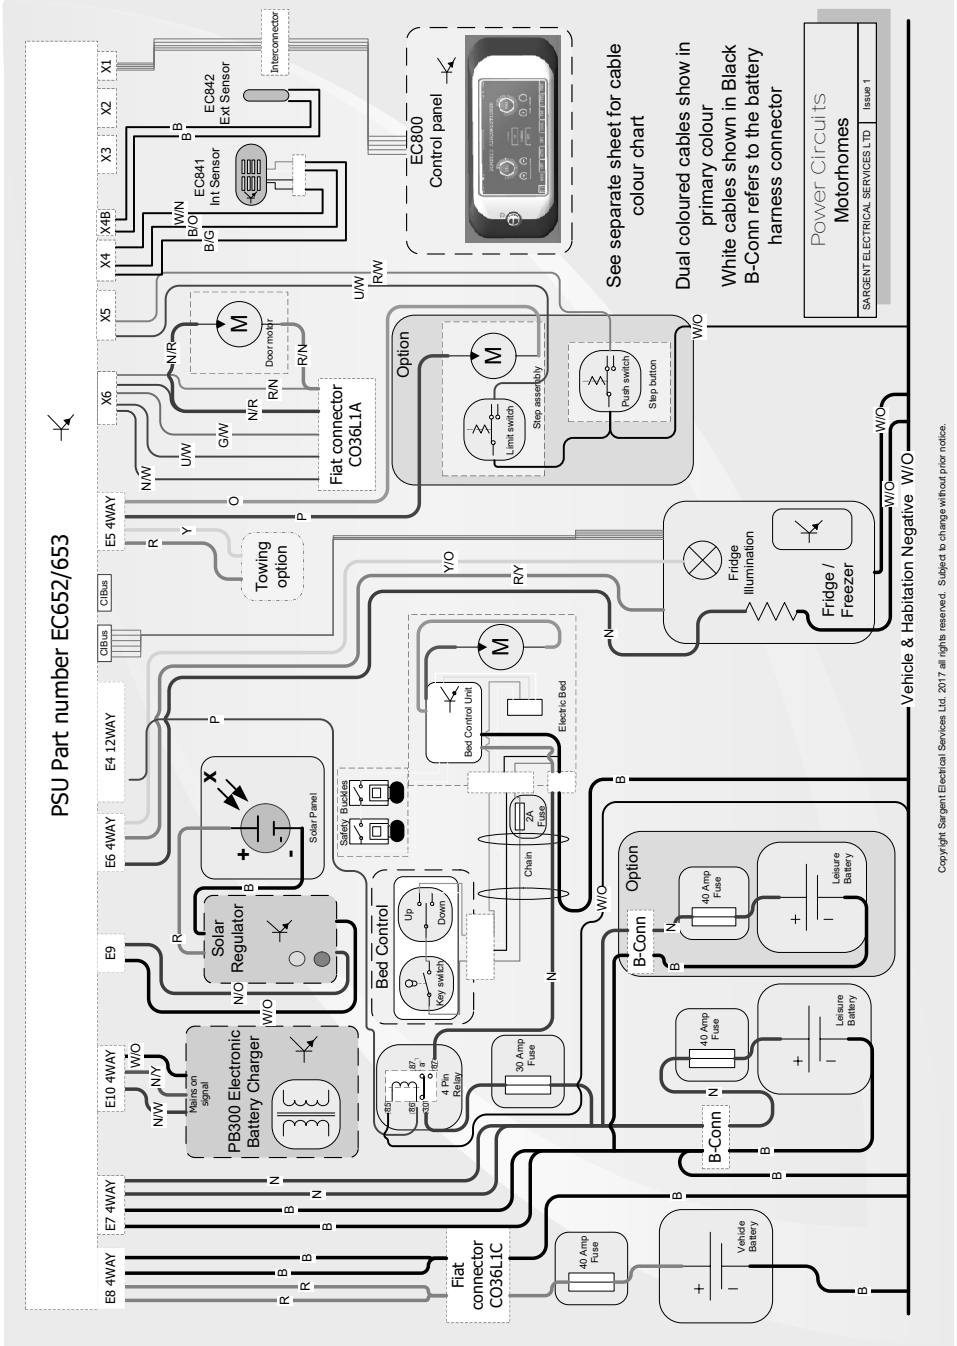 PSU Part number EC652/653
E8 4WAY
E7 4WAY
E10 4WAY
E9
E6 4WAY
E4 12WAY
CIBus
CIBus
E5 4WAY
X6
X5
X4
X4B
X3
X2
X1
R
R
B
B
B
B
N
N
N/W
N/Y
W/O
Mains on
signal
PB300 Electronic
Battery Charger
W/O
N/O
R
Solar
Regulator
B
Solar Panel
+
-
X
P
R
Y
Towing
option
P
O
N/W
U/W
G/W
N/R
R/N
N/R
R/N
Door motor
M
U/W
R/W
B/G
B/O
W/N
EC841
Int Sensor
B
B
EC842
Ext Sensor
Interconnector
Fiat connector
CO36L1A
EC800
Control panel
Fiat
connector
CO36L1C
40 Amp
Fuse
Vehicle
Battery
+
-
B
B
B
4 Pin
Relay
85
86
30
87
87
a
30 Amp
Fuse
Bed Control
Key switch
Up
Down
Safety Buckles
Chain
2A
Fuse
N
Bed Control Unit
Electric Bed
M
B
W/O
N
Y/O
R/Y
Option
Limit switch
Step assembly
M
Push switch
Step button
W/O
B-Conn
N
B
40 Amp
Fuse
Leisure
Battery
+
-
Option
B-Conn
N
B
40 Amp
Fuse
Leisure
Battery
+
-
Fridge
Illumination
Fridge /
Freezer
W/O
W/O
Vehicle & Habitation Negative W/O
See separate sheet for cable
colour chart
Dual coloured cables show in
primary colour
White cables shown in Black
B-Conn refers to the battery
harness connector
Power Circuits
Motorhomes
SARGENT ELECTRICAL SERVICES LTD
Issue 1
Copyright Sargent Electrical Services Ltd. 2017 all rights reserved. Subject to change without prior notice.